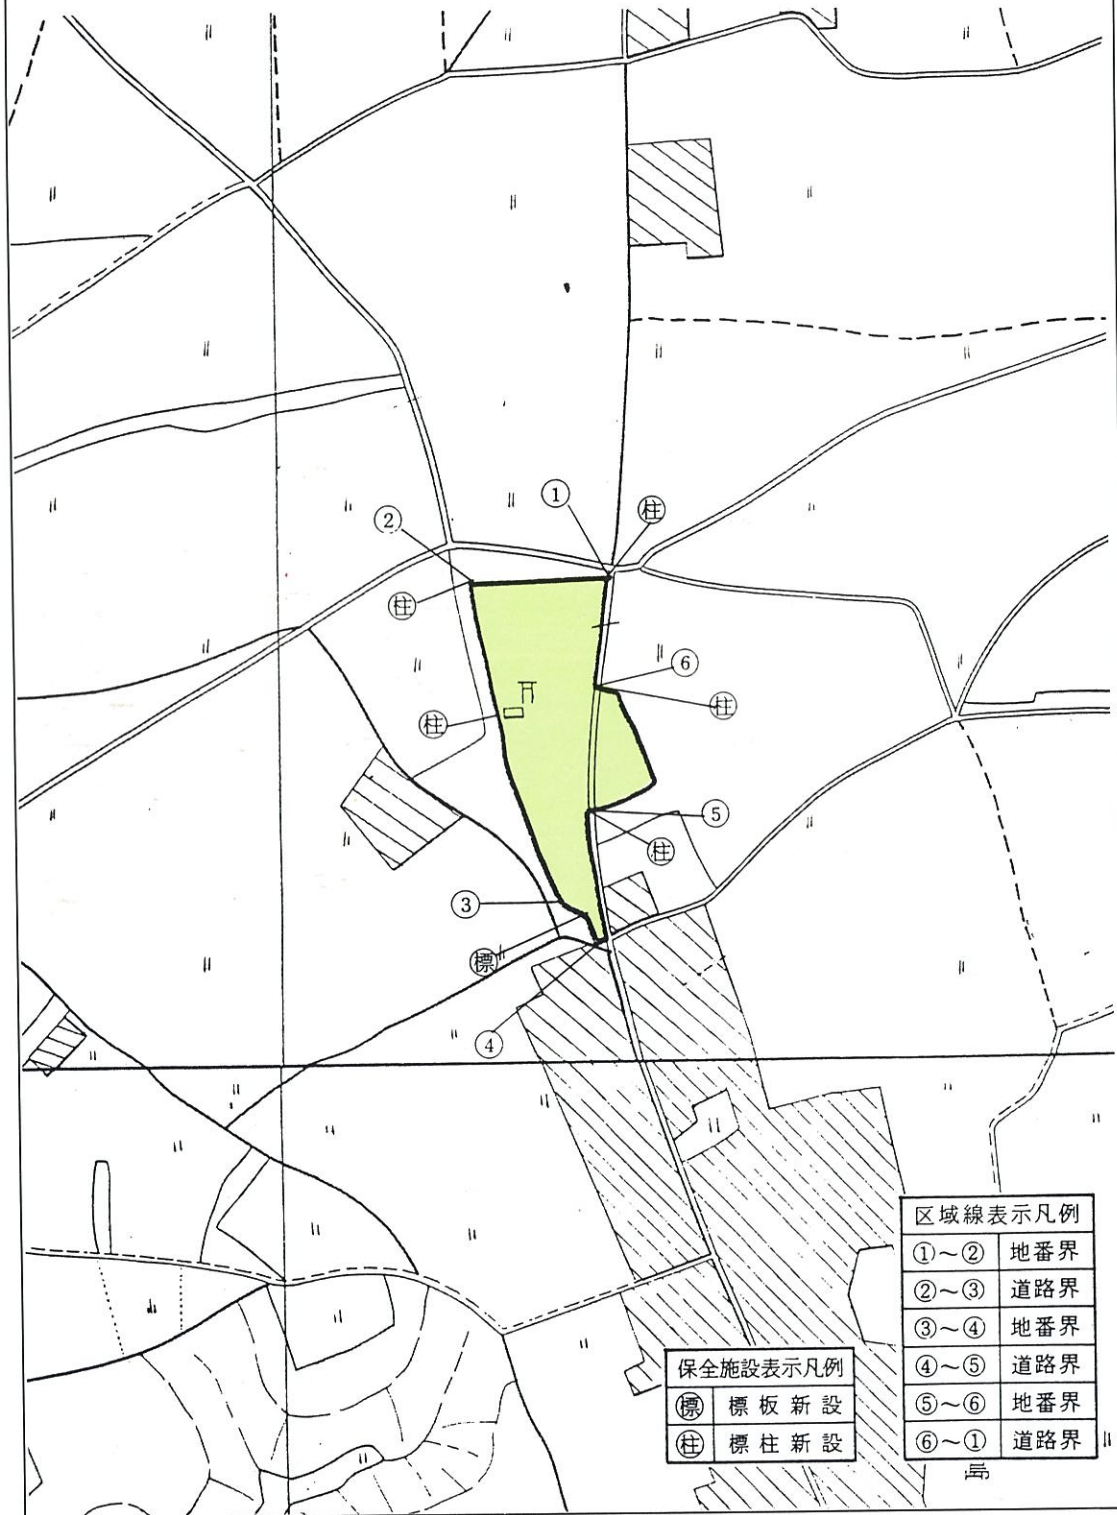 ①
柱
②
柱
⑥
柱
柱
⑤
柱
③
標
④
区域線表示凡例
①～② 地番界
②～③ 道路界
③～④ 地番界
④～⑤ 道路界
⑤～⑥ 地番界
⑥～① 道路界
保全施設表示凡例
標 標板新設
柱 標柱新設